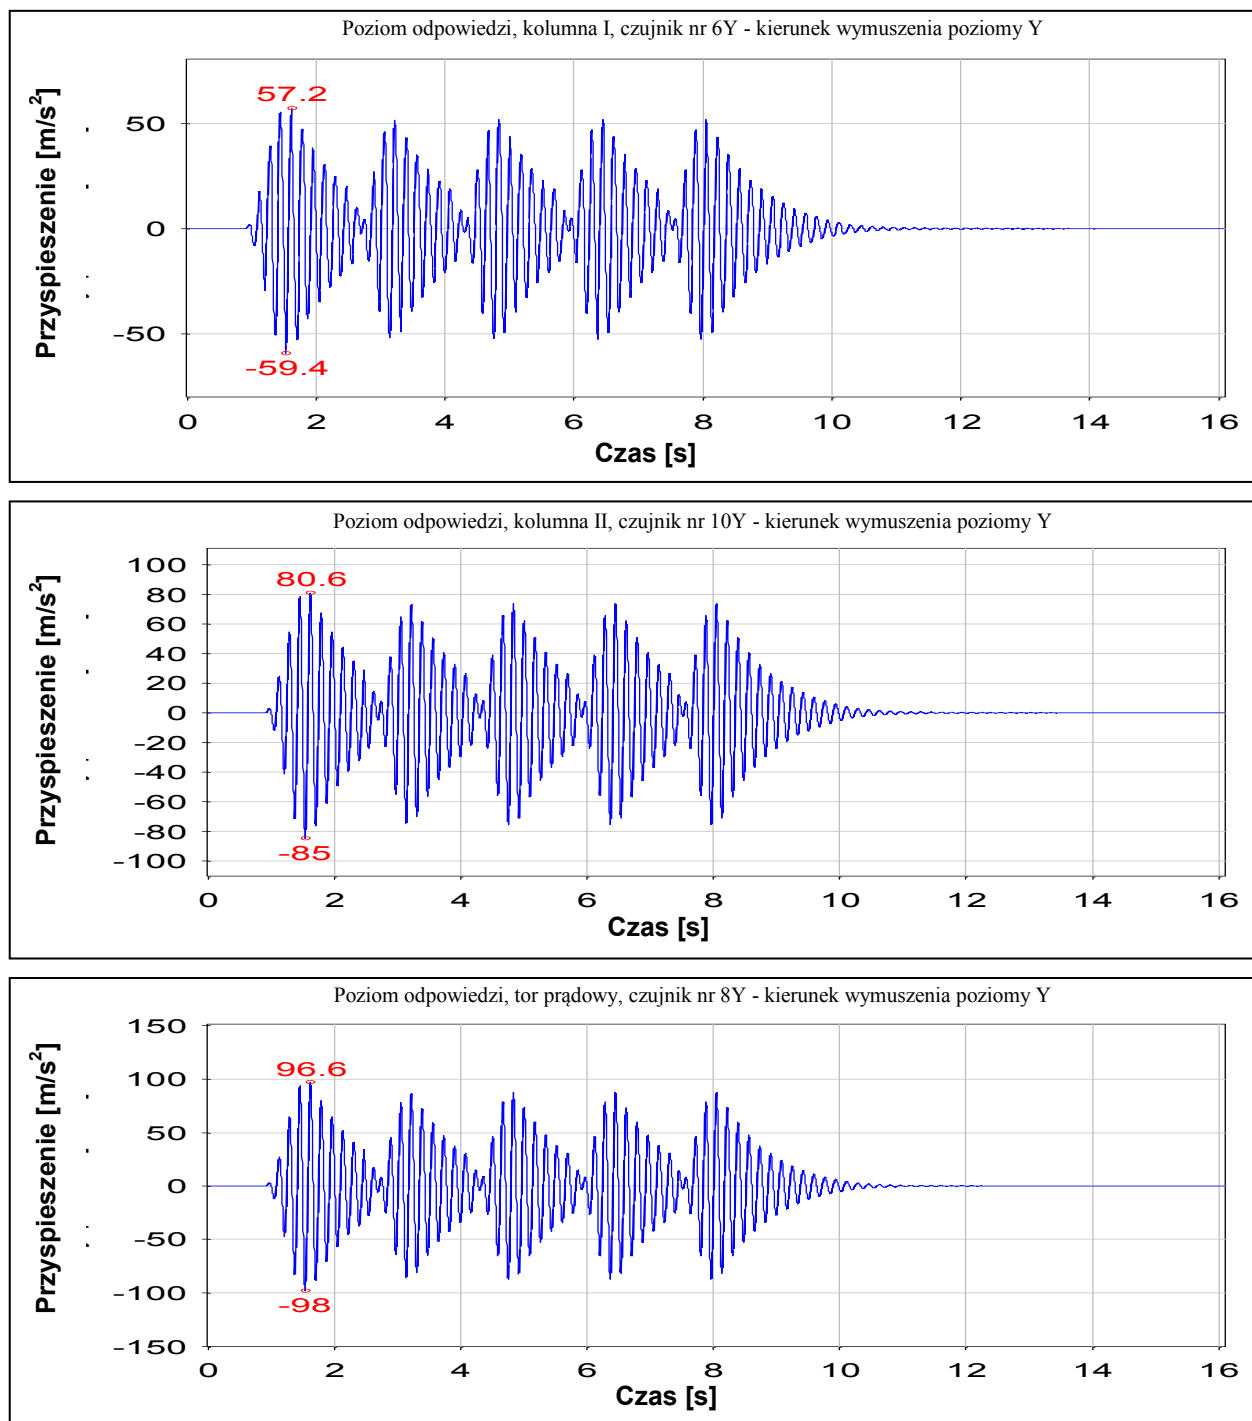 Poziom odpowiedzi, kolumna I, czujnik nr 6Y - kierunek wymuszenia poziomy Y
Przyspieszenie [m/s²]
57.2
50
0
-50
-59.4
0 2 4 6 8 10 12 14 16
Czas [s]
Poziom odpowiedzi, kolumna II, czujnik nr 10Y - kierunek wymuszenia poziomy Y
Przyspieszenie [m/s²]
100
80.6
80
60
40
20
0
-20
-40
-60
-80
-85
-100
0 2 4 6 8 10 12 14 16
Czas [s]
Poziom odpowiedzi, tor prądowy, czujnik nr 8Y - kierunek wymuszenia poziomy Y
Przyspieszenie [m/s²]
150
96.6
100
50
0
-50
-100
-98
-150
0 2 4 6 8 10 12 14 16
Czas [s]